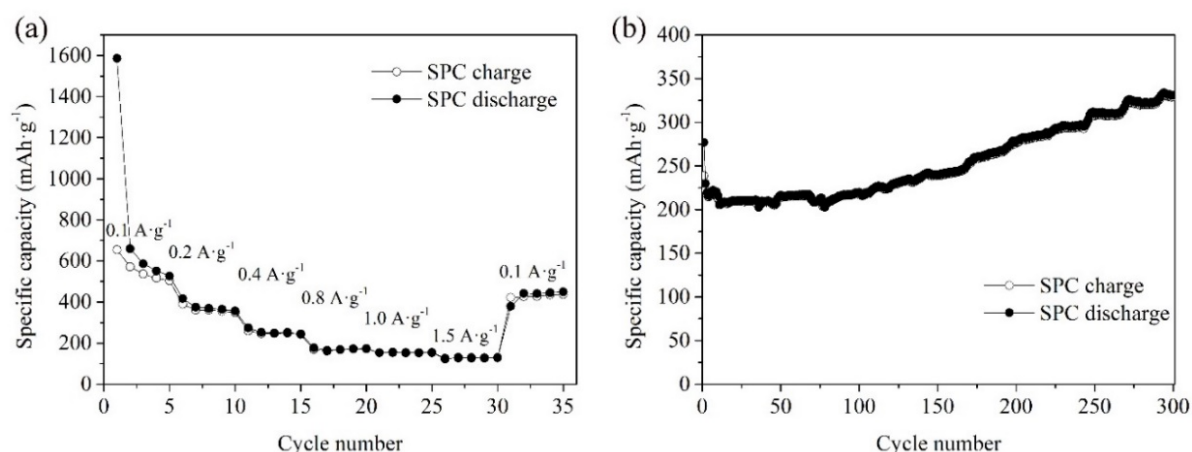 (a)
Specific capacity (mAh·g⁻¹)
1600
1400
1200
1000
800
600
400
200
0
SPC charge
SPC discharge
0.1 A·g⁻¹
0.2 A·g⁻¹
0.4 A·g⁻¹
0.8 A·g⁻¹
1.0 A·g⁻¹
1.5 A·g⁻¹
0.1 A·g⁻¹
0 5 10 15 20 25 30 35
Cycle number
(b)
Specific capacity (mAh·g⁻¹)
400
350
300
250
200
150
100
50
0
SPC charge
SPC discharge
0 50 100 150 200 250 300
Cycle number